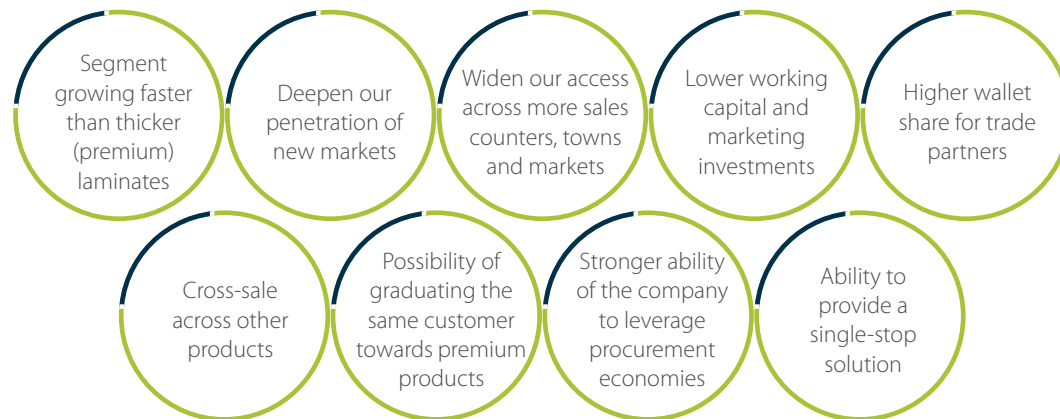 Segment
growing faster
than thicker
(premium)
laminates
Deepen our
penetration of
new markets
Widen our access
across more sales
counters, towns
and markets
Lower working
capital and
marketing
investments
Higher wallet
share for trade
partners
Cross-sale
across other
products
Possibility of
graduating the
same customer
towards premium
products
Stronger ability
of the company
to leverage
procurement
economies
Ability to
provide a
single-stop
solution